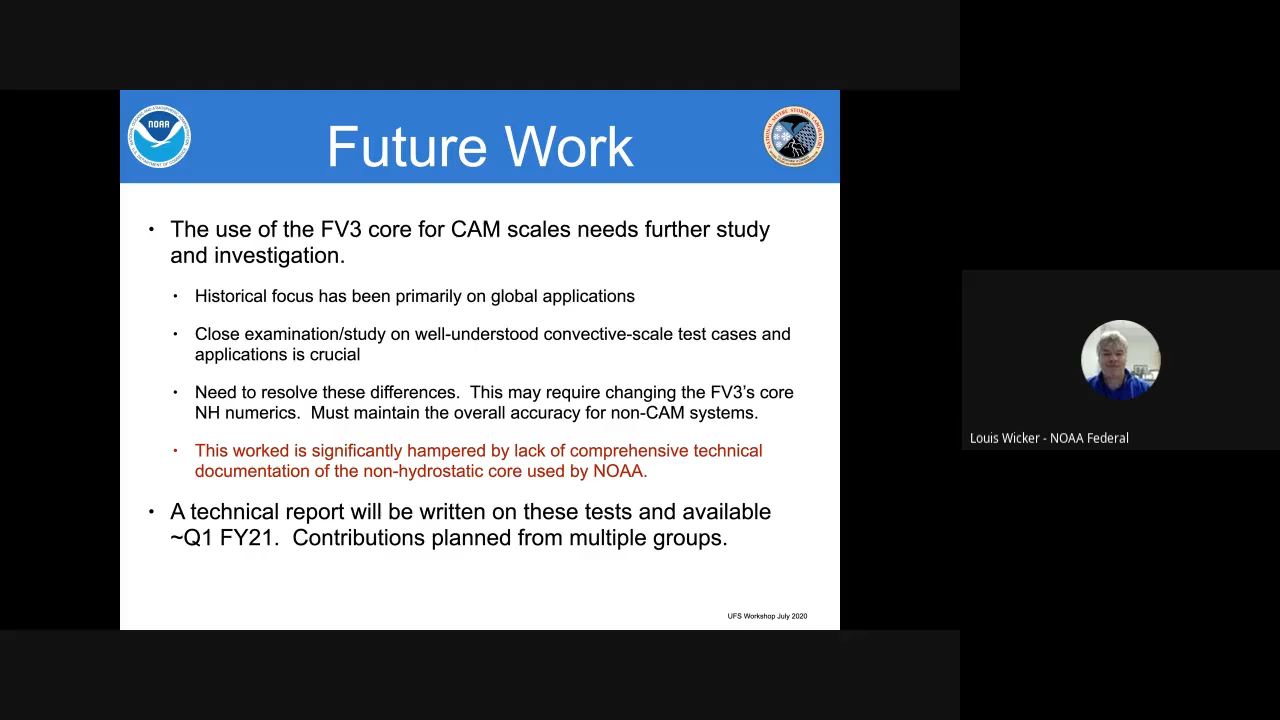 NOAA
Future Work
• The use of the FV3 core for CAM scales needs further study
and investigation.
• Historical focus has been primarily on global applications
• Close examination/study on well-understood convective-scale test cases and
applications is crucial
• Need to resolve these differences.  This may require changing the FV3's core
NH numerics.  Must maintain the overall accuracy for non-CAM systems.
• This worked is significantly hampered by lack of comprehensive technical
documentation of the non-hydrostatic core used by NOAA.
• A technical report will be written on these tests and available
~Q1 FY21.  Contributions planned from multiple groups.
UFS Workshop July 2020
Louis Wicker - NOAA Federal